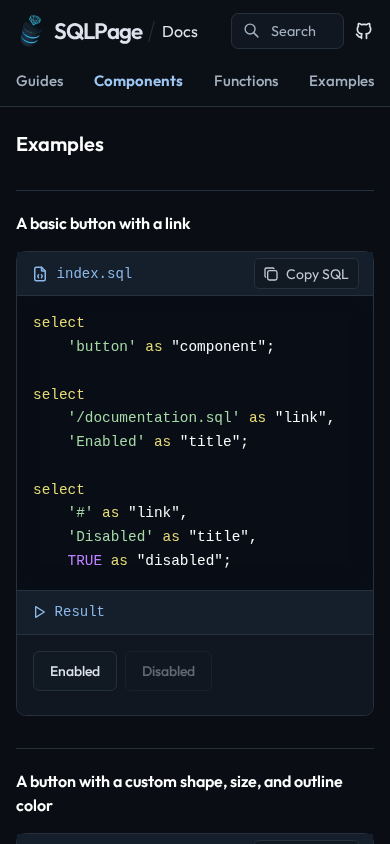 SQLPage / Docs Search
Guides Components Functions Examples
Examples
A basic button with a link
index.sql Copy SQL
select
    'button' as "component";
select
    '/documentation.sql' as "link",
    'Enabled' as "title";
select
    '#' as "link",
    'Disabled' as "title",
    TRUE as "disabled";
Result
Enabled Disabled
A button with a custom shape, size, and outline
color